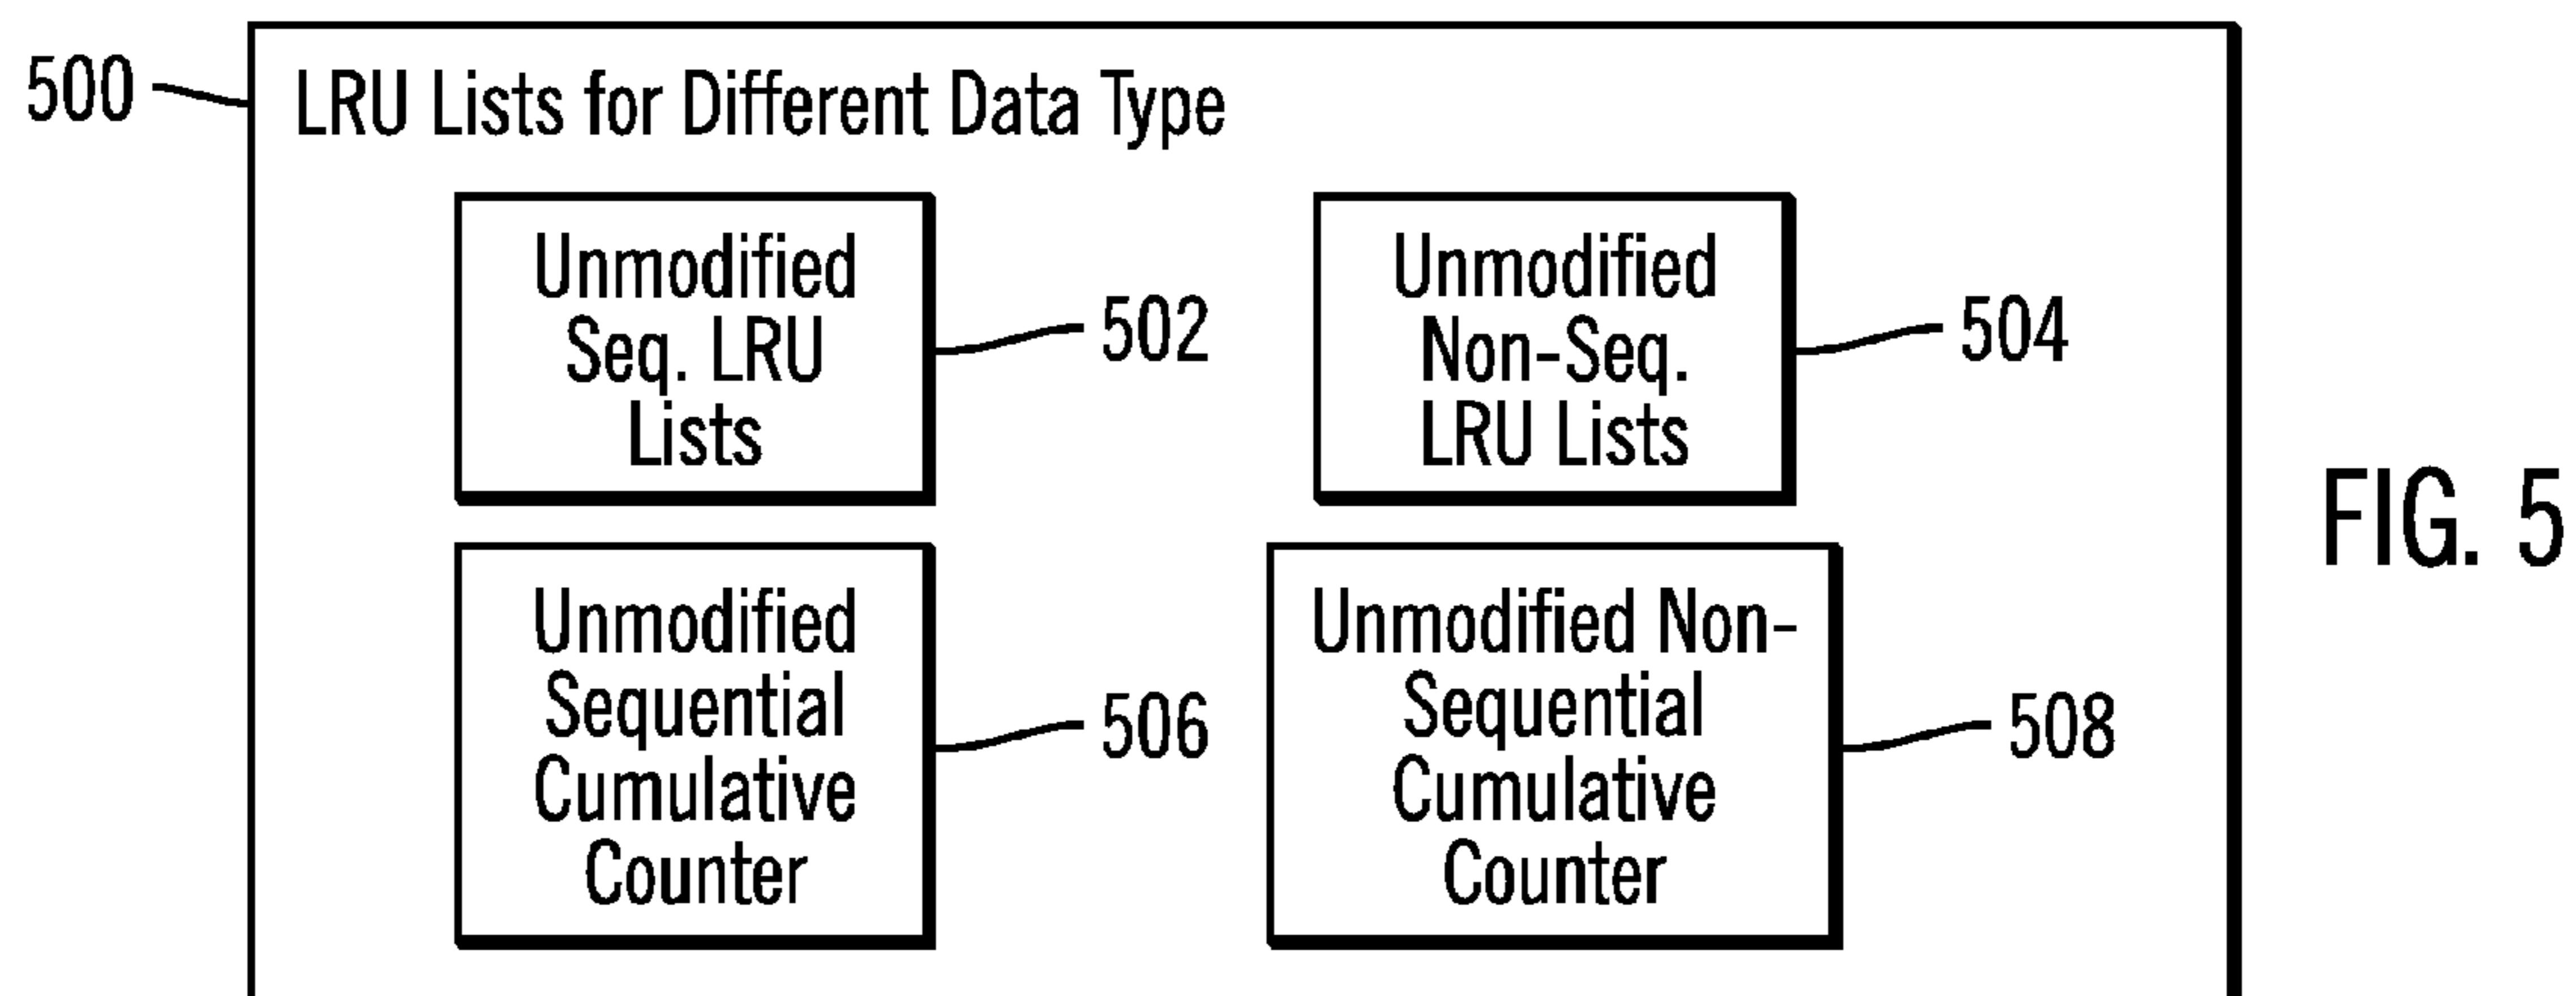 500
LRU Lists for Different Data Type
Unmodified
Seq. LRU
Lists
502
Unmodified
Non-Seq.
LRU Lists
504
Unmodified
Sequential
Cumulative
Counter
506
Unmodified Non-
Sequential
Cumulative
Counter
508
FIG. 5